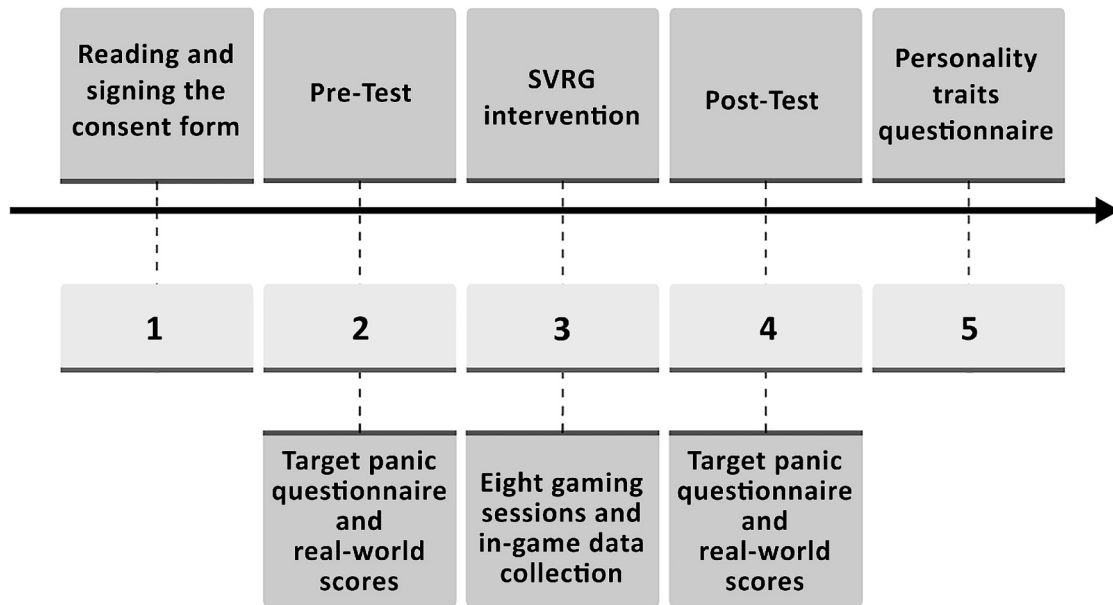 Reading and
signing the
consent form
Pre-Test
SVRG
intervention
Post-Test
Personality
traits
questionnaire
1
2
3
4
5
Target panic
questionnaire
and
real-world
scores
Eight gaming
sessions and
in-game data
collection
Target panic
questionnaire
and
real-world
scores